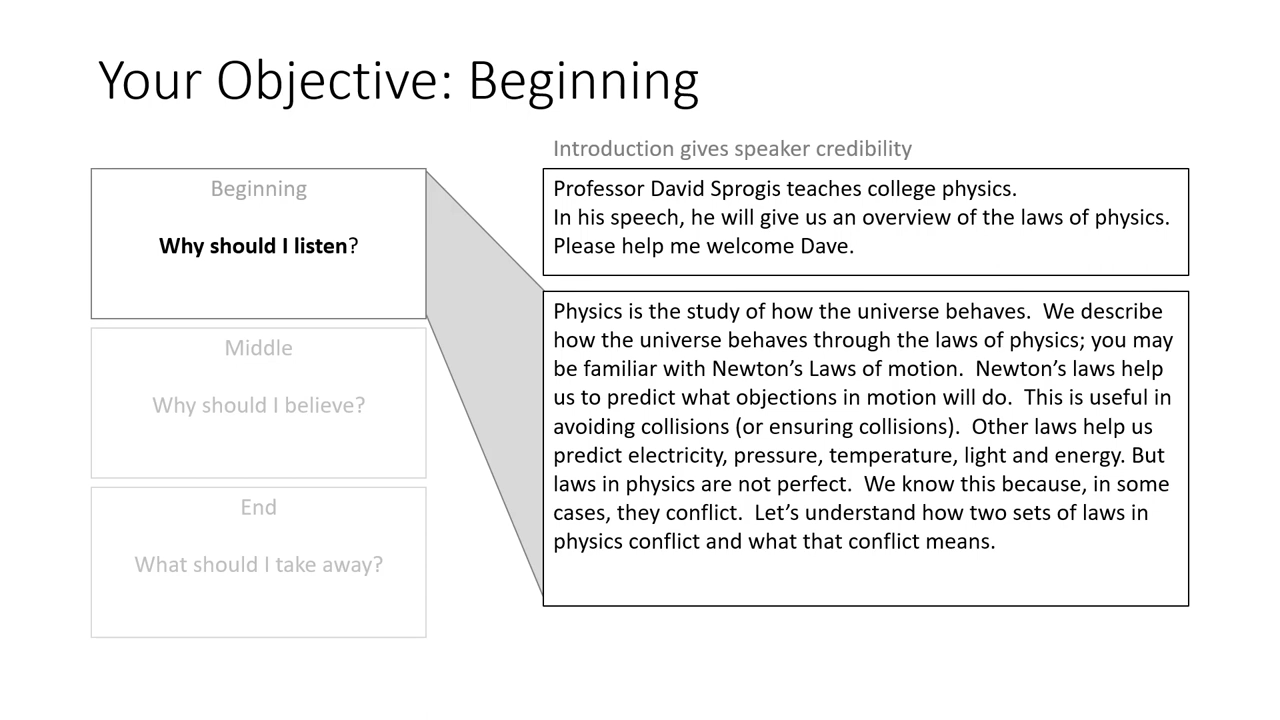 Your Objective: Beginning
Beginning
Why should I listen?
Middle
Why should I believe?
End
What should I take away?
Introduction gives speaker credibility
Professor David Sprogis teaches college physics.
In his speech, he will give us an overview of the laws of physics.
Please help me welcome Dave.
Physics is the study of how the universe behaves.  We describe
how the universe behaves through the laws of physics; you may
be familiar with Newton’s Laws of motion.  Newton’s laws help
us to predict what objections in motion will do.  This is useful in
avoiding collisions (or ensuring collisions).  Other laws help us
predict electricity, pressure, temperature, light and energy. But
laws in physics are not perfect.  We know this because, in some
cases, they conflict.  Let’s understand how two sets of laws in
physics conflict and what that conflict means.